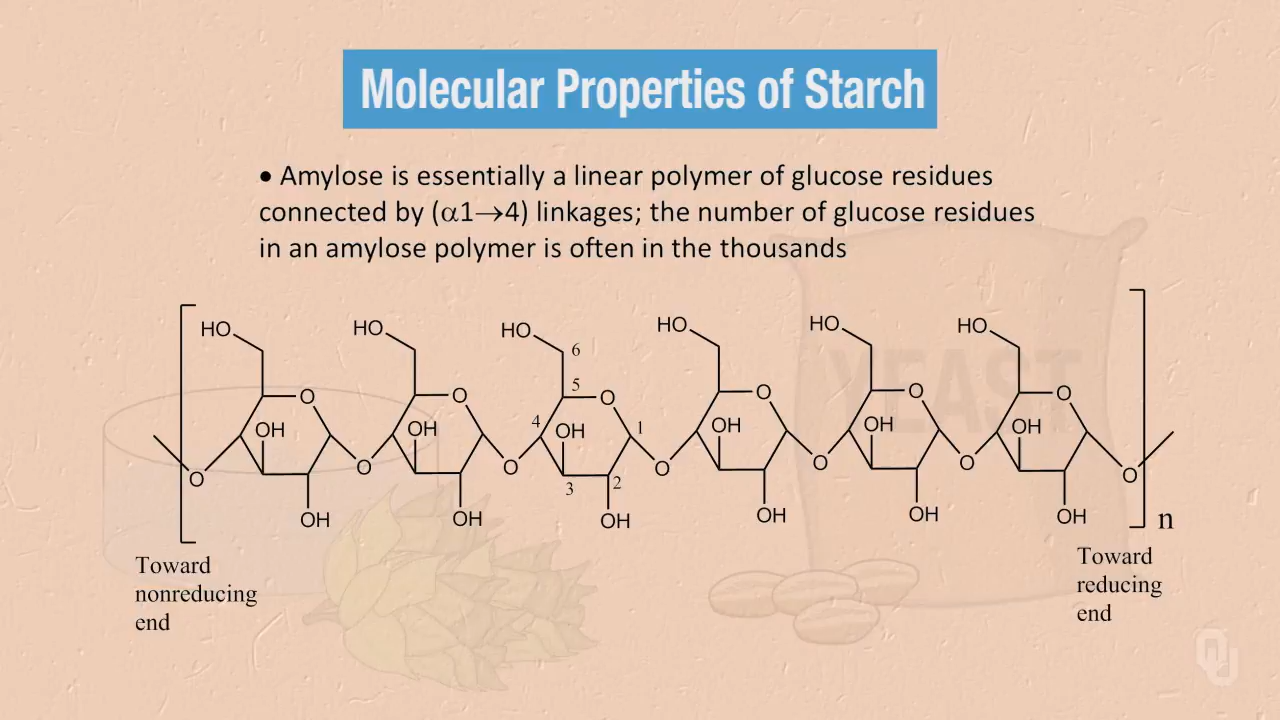 Molecular Properties of Starch
• Amylose is essentially a linear polymer of glucose residues
connected by (α1→4) linkages; the number of glucose residues
in an amylose polymer is often in the thousands
HO HO HO HO HO HO
6
5
O O O O O O
4 1
OH OH OH OH OH OH
O O O O O O O
3 2
OH OH OH OH OH OH
n
Toward
nonreducing
end
Toward
reducing
end
YEAST
OU